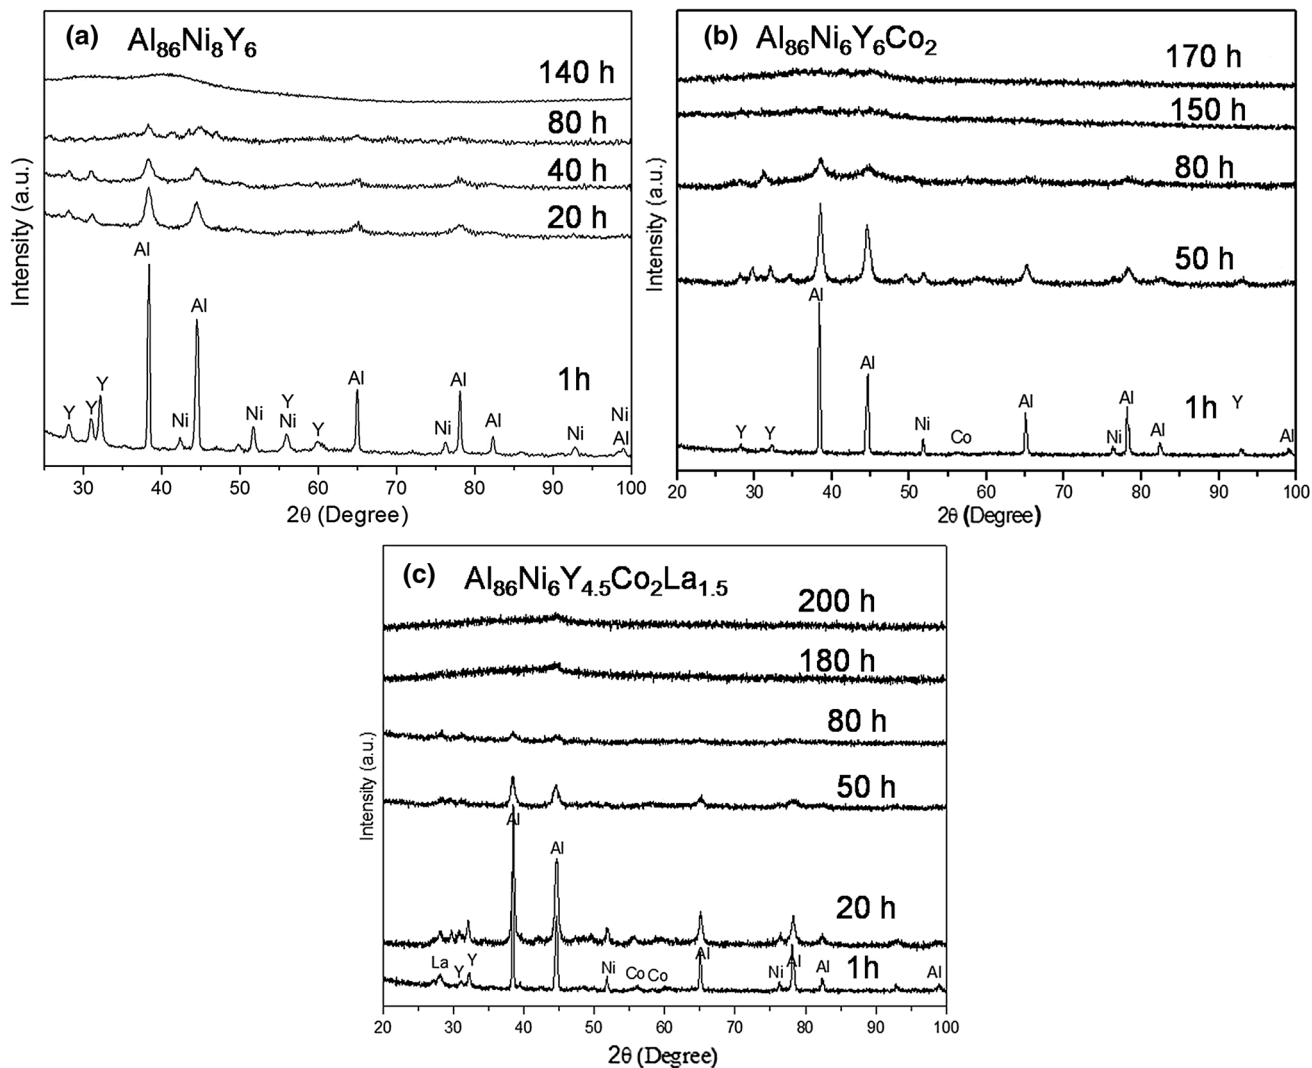 (a) Al86Ni8Y6
140 h
80 h
40 h
20 h
Al
Al
1h
Y
Y
Y
Ni
Ni
Y
Ni
Y
Al
Ni
Al
Al
Ni
Ni
Al
Intensity (a.u.)
30 40 50 60 70 80 90 100
2θ (Degree)
(b) Al86Ni6Y6Co2
170 h
150 h
80 h
50 h
Al
Al
1h
Y
Y
Y
Ni
Co
Al
Ni
Al
Al
Al
Intensity (a.u.)
20 30 40 50 60 70 80 90 100
2θ (Degree)
(c) Al86Ni6Y4.5Co2La1.5
200 h
180 h
80 h
50 h
Al
Al
20 h
1h
La
Y
Y
Ni
Co
Co
Al
Ni
Al
Al
Al
Intensity (a.u.)
20 30 40 50 60 70 80 90 100
2θ (Degree)